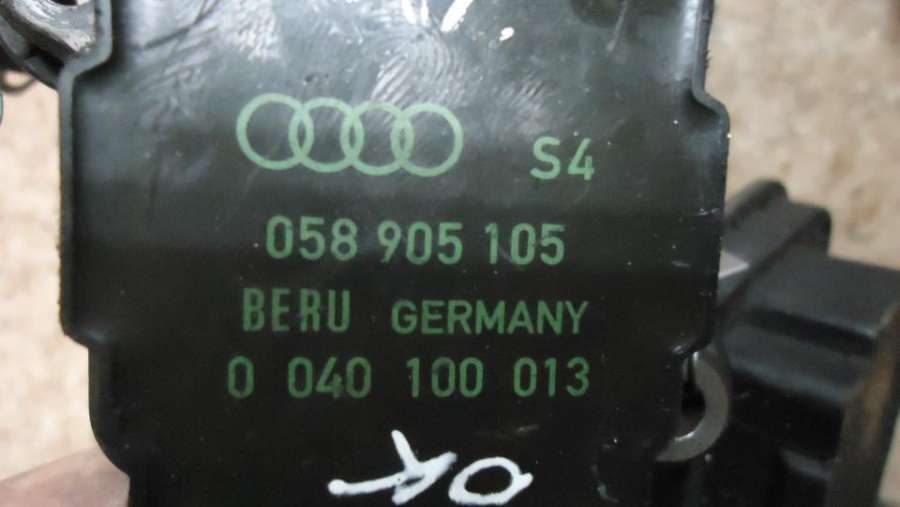 S4
058 905 105
BERU GERMANY
0 040 100 013
OK